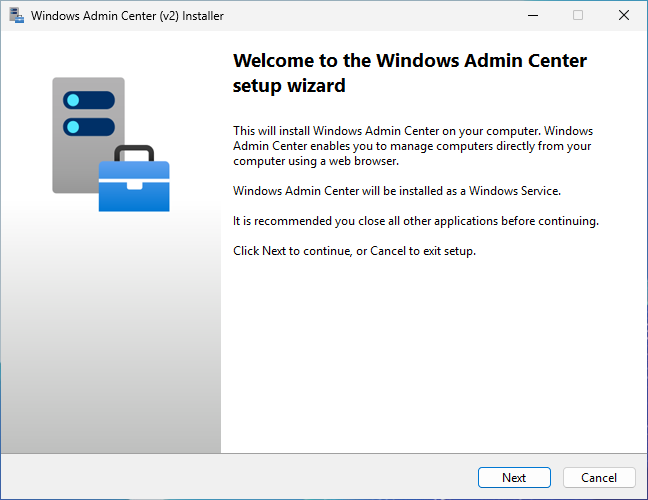 Windows Admin Center (v2) Installer
Welcome to the Windows Admin Center
setup wizard
This will install Windows Admin Center on your computer. Windows
Admin Center enables you to manage computers directly from your
computer using a web browser.
Windows Admin Center will be installed as a Windows Service.
It is recommended you close all other applications before continuing.
Click Next to continue, or Cancel to exit setup.
Next
Cancel